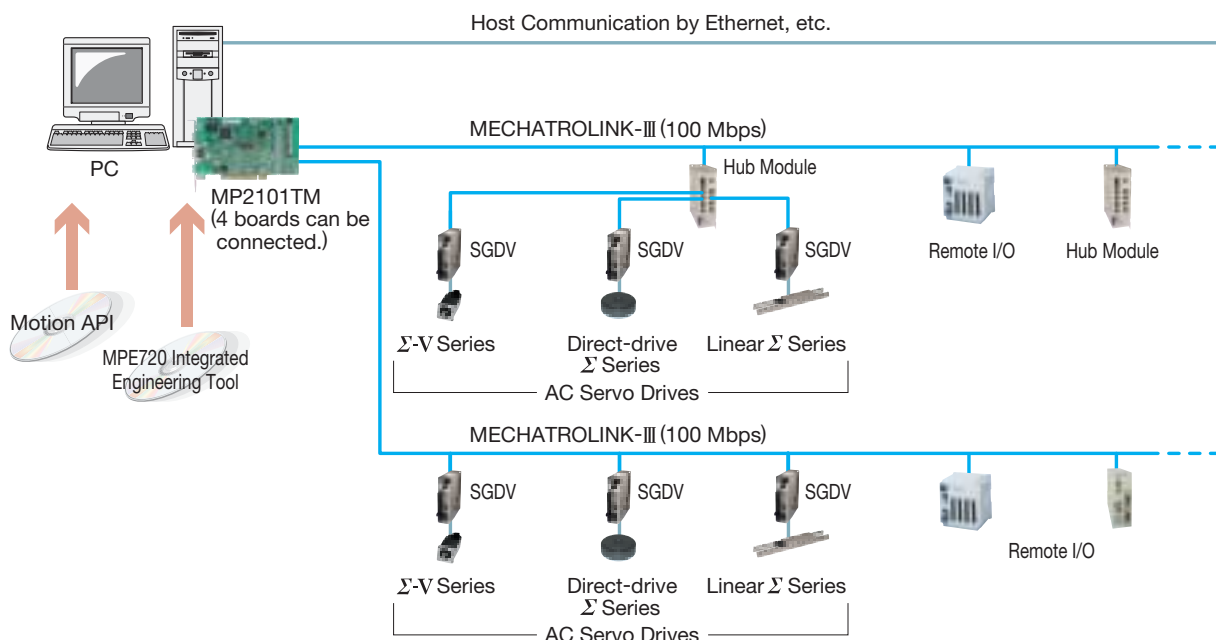 Host Communication by Ethernet, etc.
MECHATROLINK-Ⅲ (100 Mbps)
PC
Hub Module
MP2101TM
(4 boards can be
connected.)
SGDV
SGDV
SGDV
Remote I/O
Hub Module
Motion API
MPE720 Integrated
Engineering Tool
Σ-V Series
Direct-drive
Σ Series
Linear Σ Series
AC Servo Drives
MECHATROLINK-Ⅲ (100 Mbps)
SGDV
SGDV
SGDV
Remote I/O
Σ-V Series
Direct-drive
Σ Series
Linear Σ Series
AC Servo Drives